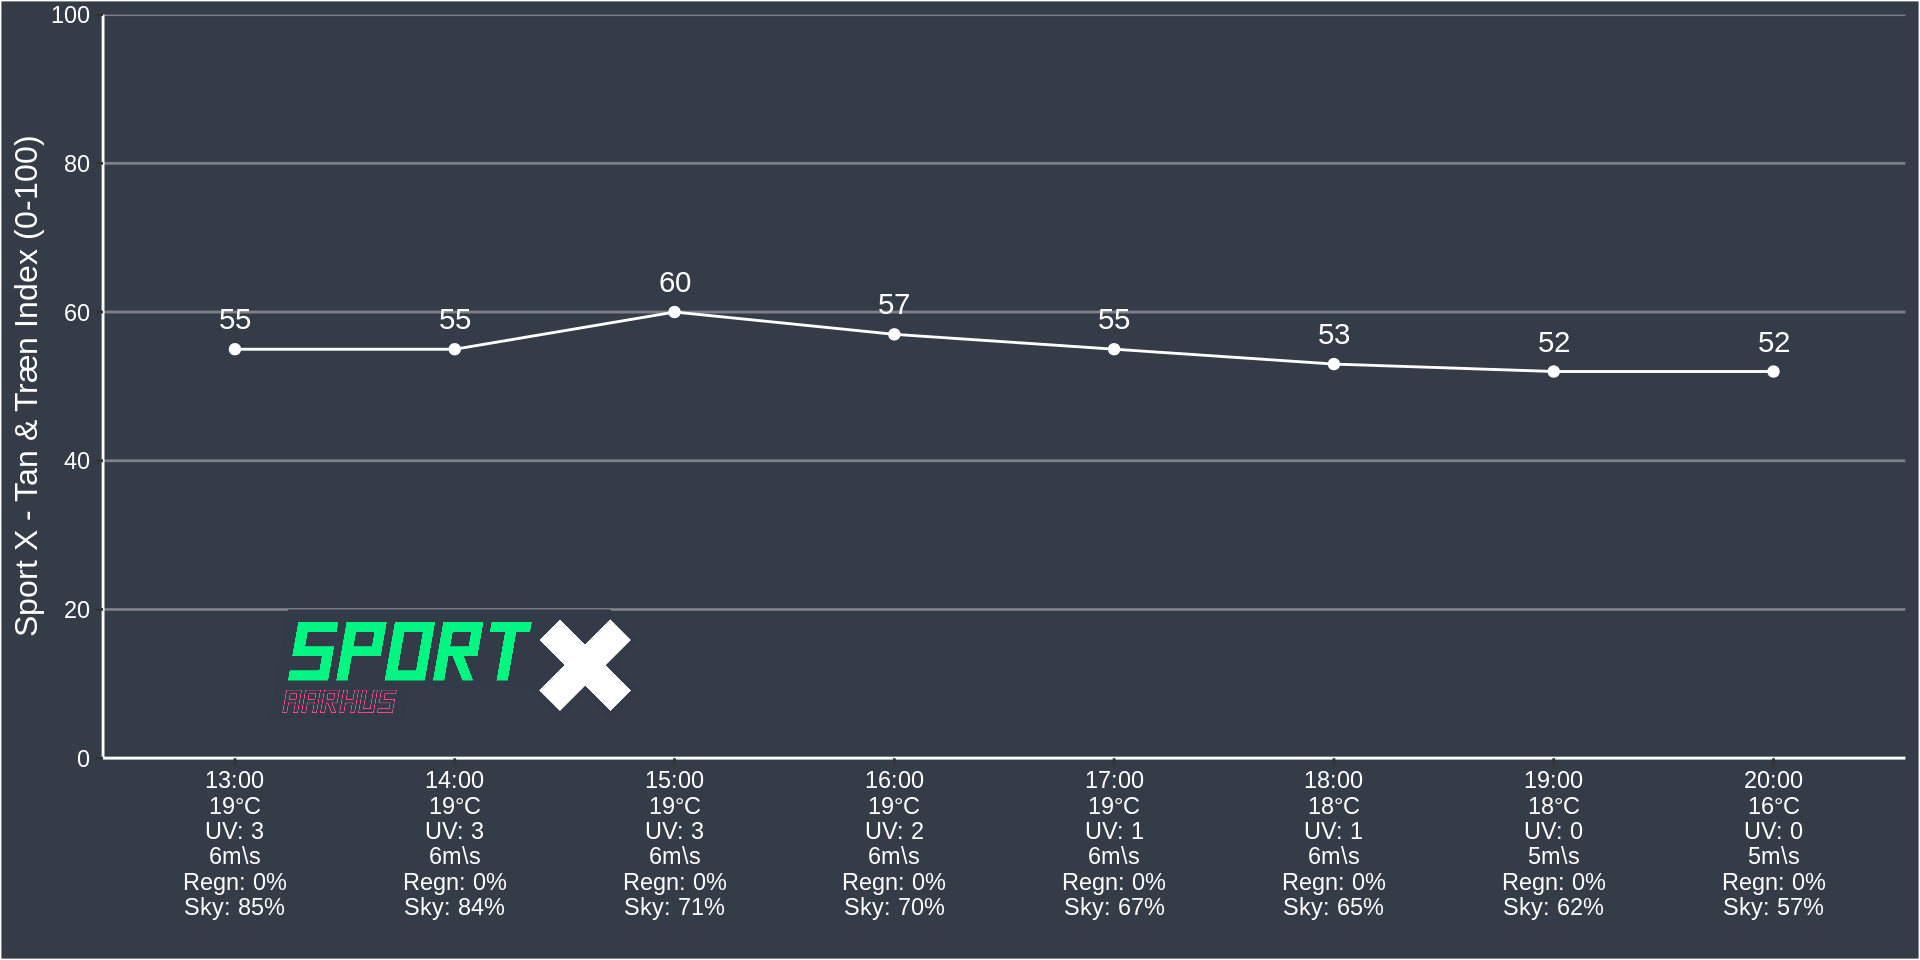 Sport X - Tan & Træn Index (0-100)
100
80
60
40
20
0
55
55
60
57
55
53
52
52
SPORT X
AARHUS
13:00
19°C
UV: 3
6m\s
Regn: 0%
Sky: 85%
14:00
19°C
UV: 3
6m\s
Regn: 0%
Sky: 84%
15:00
19°C
UV: 3
6m\s
Regn: 0%
Sky: 71%
16:00
19°C
UV: 2
6m\s
Regn: 0%
Sky: 70%
17:00
19°C
UV: 1
6m\s
Regn: 0%
Sky: 67%
18:00
18°C
UV: 1
6m\s
Regn: 0%
Sky: 65%
19:00
18°C
UV: 0
5m\s
Regn: 0%
Sky: 62%
20:00
16°C
UV: 0
5m\s
Regn: 0%
Sky: 57%